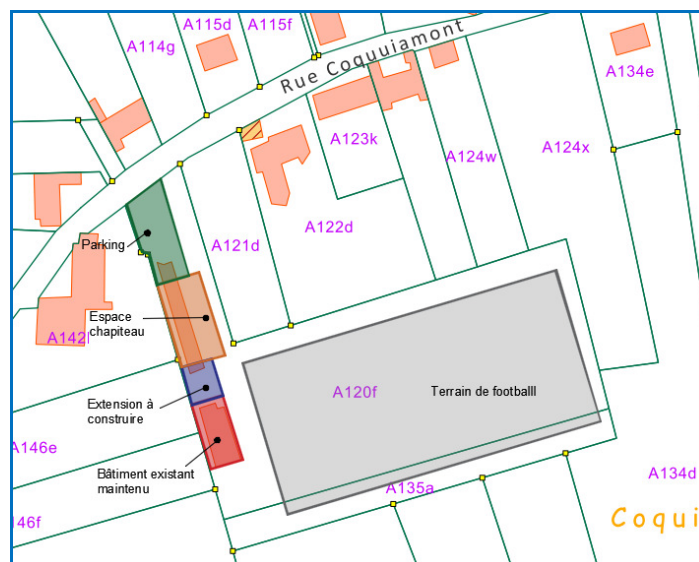 A115d
A115f
A114g
Rue Coquuiamont
A134e
A123k
A124w
A124x
A122d
A121d
Parking
Espace
chapiteau
A142l
Extension à
construire
A120f
Terrain de footballl
A146e
Bâtiment existant
maintenu
A135a
A134d
146f
Coqui